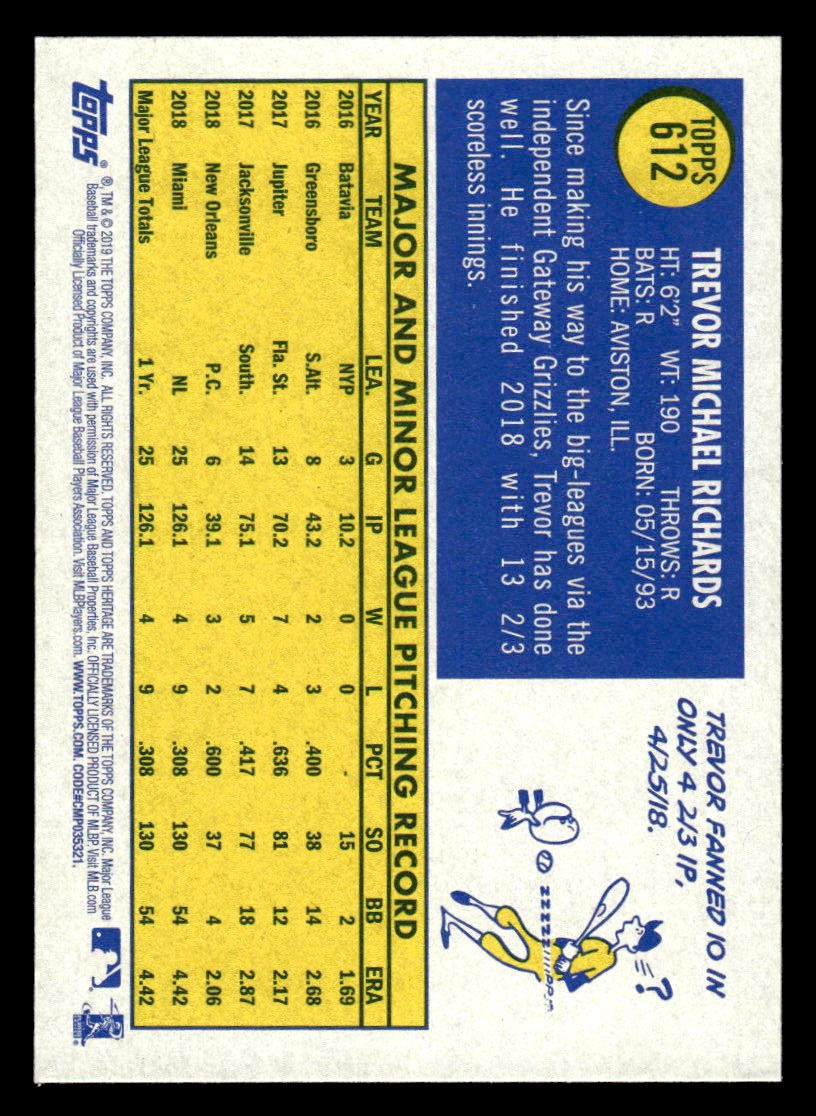 TOPPS
612
TREVOR MICHAEL RICHARDS
HT: 6'2" WT: 190 THROWS: R
BATS: R BORN: 05/15/93
HOME: AVISTON, ILL.
Since making his way to the big-leagues via the
independent Gateway Grizzlies, Trevor has done
well. He finished 2018 with 13 2/3
scoreless innings.
TREVOR FANNED 10 IN
ONLY 4 2/3 IP,
4/25/18.
?
MAJOR AND MINOR LEAGUE PITCHING RECORD
YEAR TEAM LEA. G IP W L PCT SO BB ERA
2016 Batavia NYP 3 10.2 0 0 - 15 2 1.69
2016 Greensboro S.Atl. 8 43.2 2 3 .400 38 14 2.68
2017 Jupiter Fla. St. 13 70.2 7 4 .636 81 12 2.17
2017 Jacksonville South. 14 75.1 5 7 .417 77 18 2.87
2018 New Orleans P.C. 6 39.1 3 2 .600 37 4 2.06
2018 Miami NL 25 126.1 4 9 .308 130 54 4.42
Major League Totals 1 Yr. 25 126.1 4 9 .308 130 54 4.42
topps®
®, TM & © 2019 THE TOPPS COMPANY, INC. ALL RIGHTS RESERVED. TOPPS AND TOPPS HERITAGE ARE TRADEMARKS OF THE TOPPS COMPANY, INC. Major League
Baseball trademarks and copyrights are used with permission of Major League Baseball Properties, Inc. OFFICIALLY LICENSED PRODUCT OF MLBP. Visit MLB.com
Officially Licensed Product of Major League Baseball Players Association. Visit MLBPlayers.com. WWW.TOPPS.COM. CODE#CMP035321.